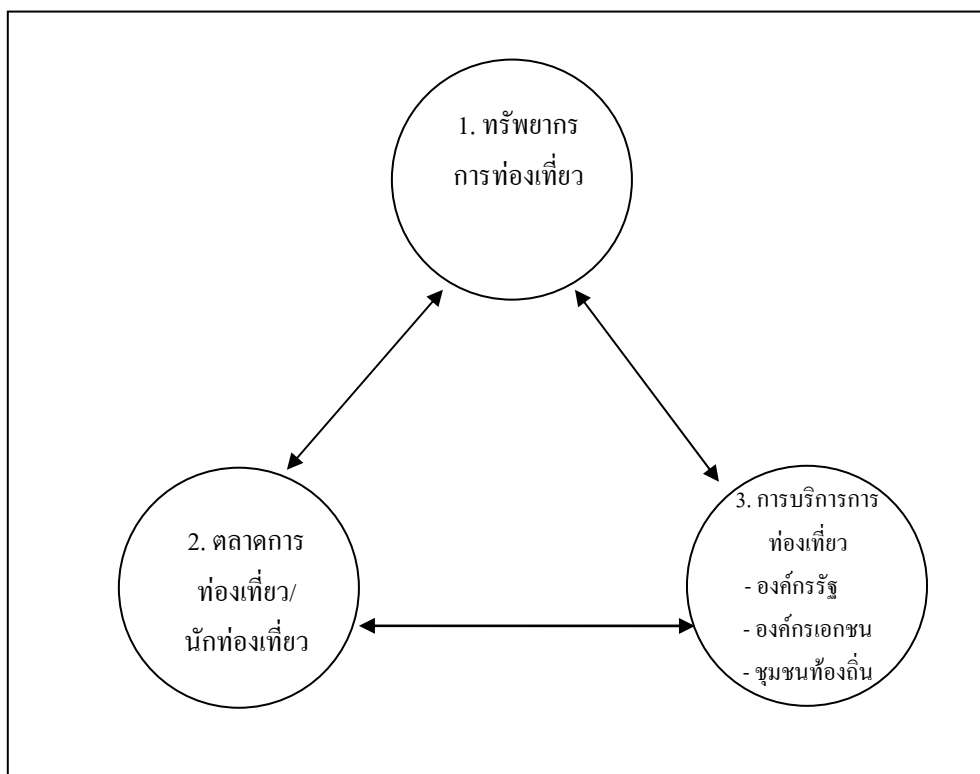 1. ทรัพยากร
การท่องเที่ยว
2. ตลาดการ
ท่องเที่ยว/
นักท่องเที่ยว
3. การบริการการ
ท่องเที่ยว
- องค์กรรัฐ
- องค์กรเอกชน
- ชุมชนท้องถิ่น